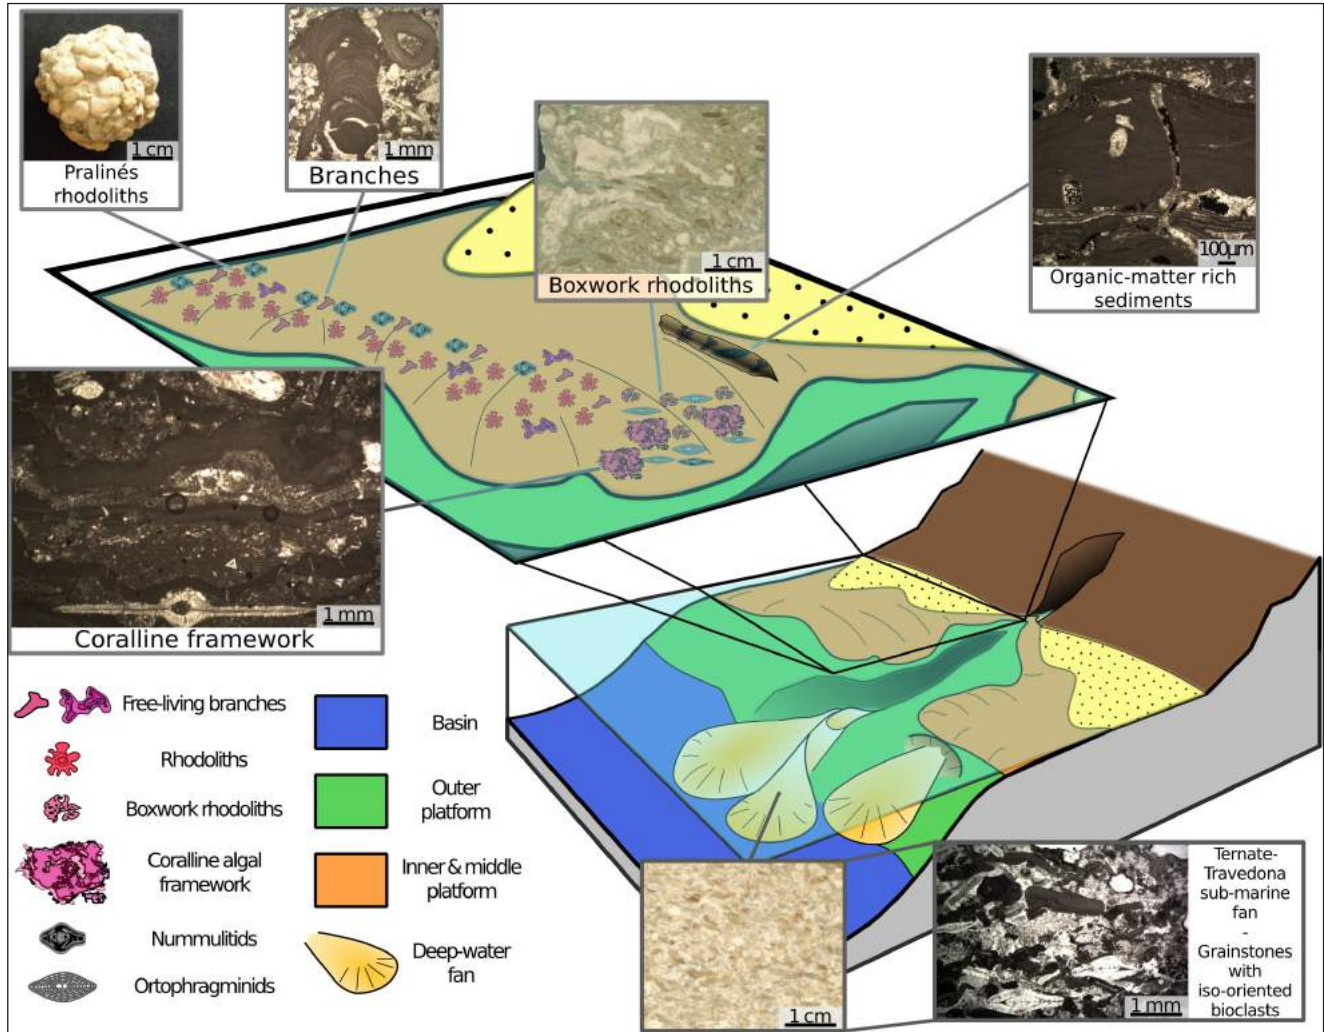 1 cm
Pralinés
rhodoliths
1 mm
Branches
1 cm
Boxwork rhodoliths
100µm
Organic-matter rich
sediments
1 mm
Coralline framework
Free-living branches
Rhodoliths
Boxwork rhodoliths
Coralline algal
framework
Nummulitids
Ortophragminids
Basin
Outer
platform
Inner & middle
platform
Deep-water
fan
1 cm
1 mm
Ternate-
Travedona
sub-marine
fan
-
Grainstones
with
iso-oriented
bioclasts